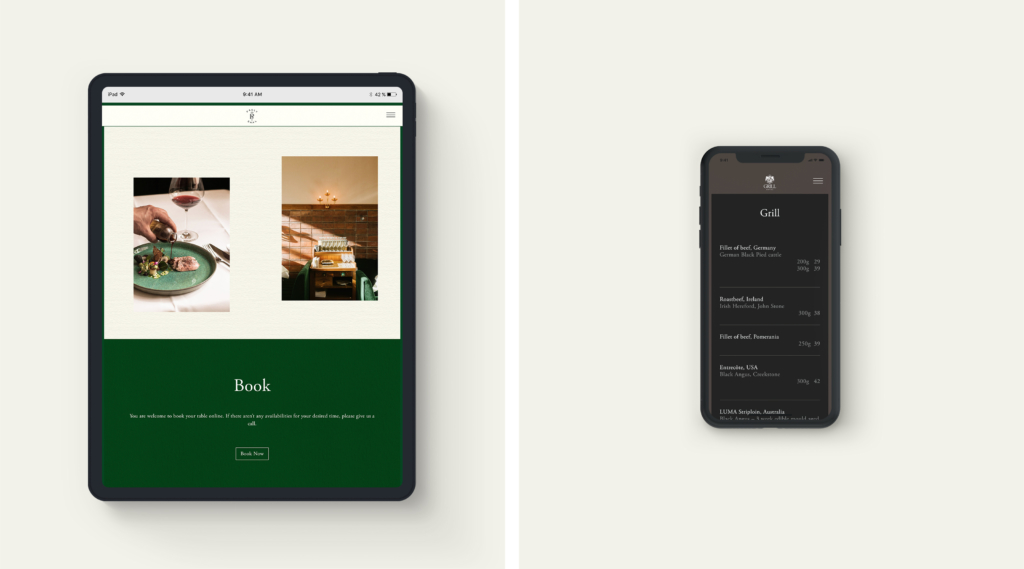 iPad
9:41 AM
42 %
Book
You are welcome to book your table online. If there aren't any availabilities for your desired time, please give us a
call.
Book Now
GRILL
Grill
Fillet of beef, Germany
German Black Pied cattle
200g 29
300g 39
Roastbeef, Ireland
Irish Hereford, John Stone
300g 38
Fillet of beef, Pomerania
250g 39
Entrecôte, USA
Black Angus, Creekstone
300g 42
LUMA Striploin, Australia
Black Angus